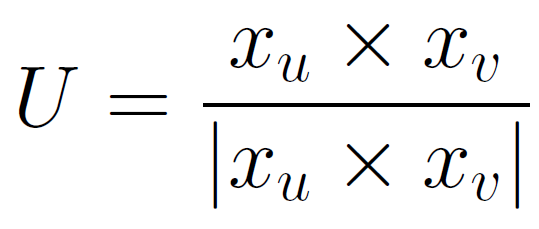 U = \frac{x_u \times x_v}{|x_u \times x_v|}